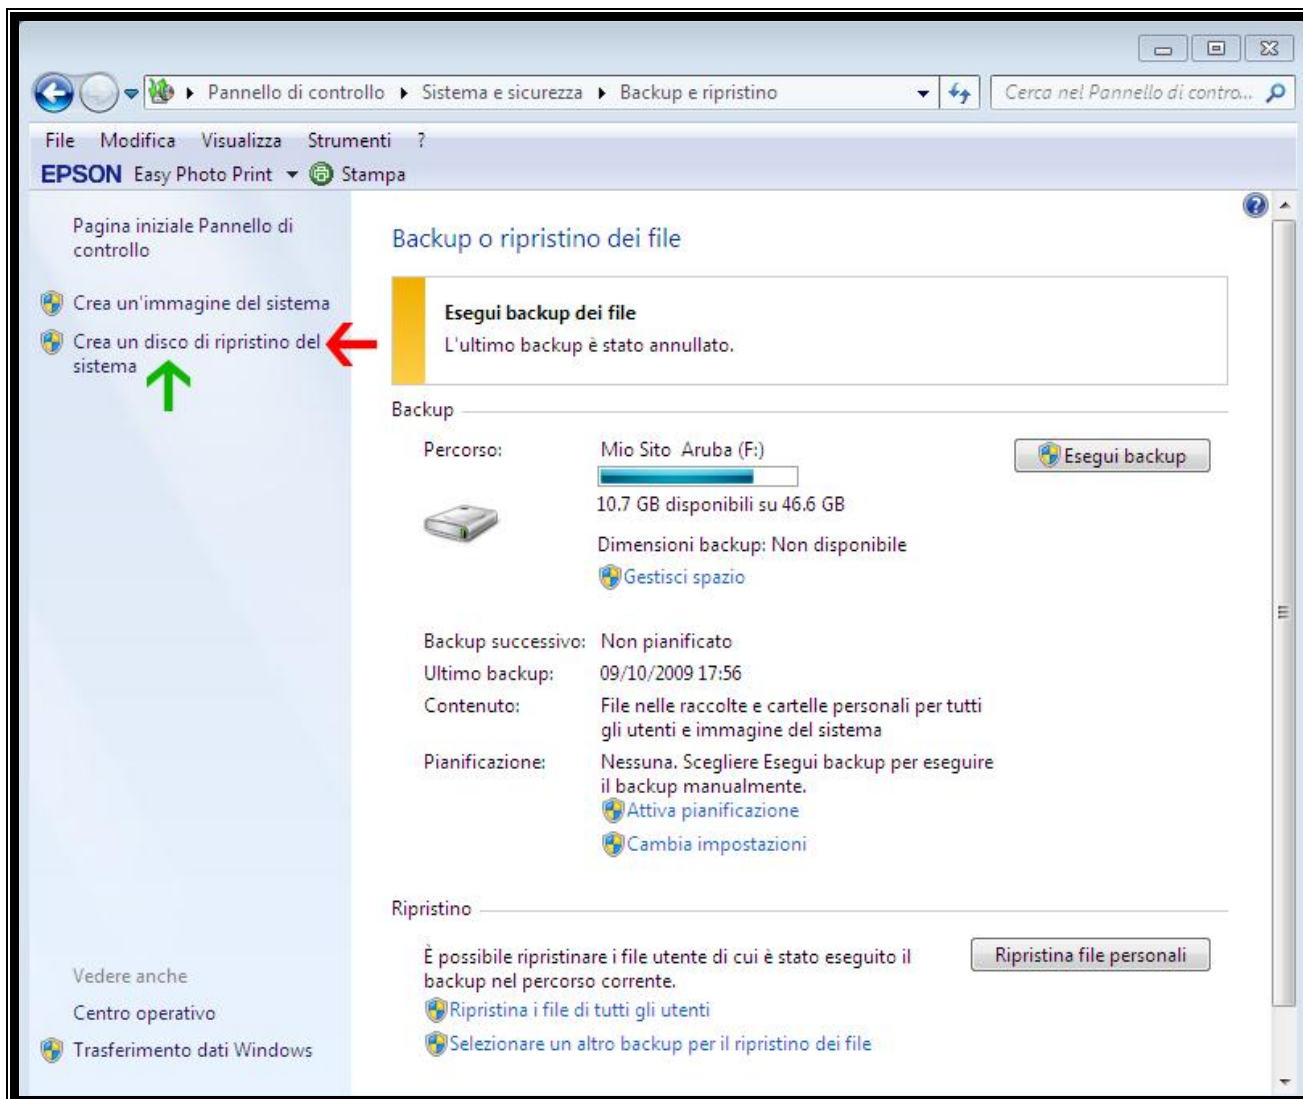 Pannello di controllo Sistema e sicurezza Backup e ripristino Cerca nel Pannello di contro...
File Modifica Visualizza Strumenti ?
EPSON Easy Photo Print Stampa
Pagina iniziale Pannello di
controllo
Crea un'immagine del sistema
Crea un disco di ripristino del
sistema
Backup o ripristino dei file
Esegui backup dei file
L'ultimo backup è stato annullato.
Backup
Percorso: Mio Sito Aruba (F:) Esegui backup
10.7 GB disponibili su 46.6 GB
Dimensioni backup: Non disponibile
Gestisci spazio
Backup successivo: Non pianificato
Ultimo backup: 09/10/2009 17:56
Contenuto: File nelle raccolte e cartelle personali per tutti
gli utenti e immagine del sistema
Pianificazione: Nessuna. Scegliere Esegui backup per eseguire
il backup manualmente.
Attiva pianificazione
Cambia impostazioni
Ripristino
È possibile ripristinare i file utente di cui è stato eseguito il Ripristina file personali
backup nel percorso corrente.
Ripristina i file di tutti gli utenti
Selezionare un altro backup per il ripristino dei file
Vedere anche
Centro operativo
Trasferimento dati Windows